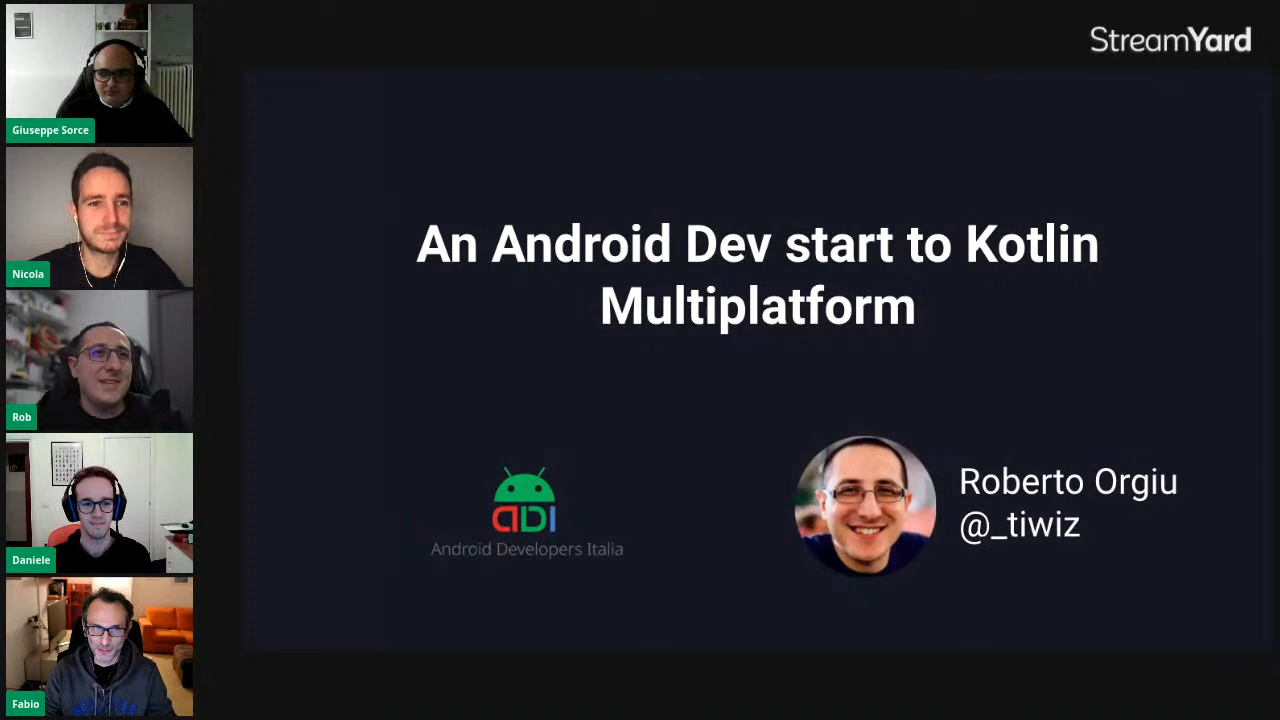 StreamYard
Giuseppe Sorce
Nicola
Rob
Daniele
Fabio
An Android Dev start to Kotlin
Multiplatform
ADI
Android Developers Italia
Roberto Orgiu
@_tiwiz